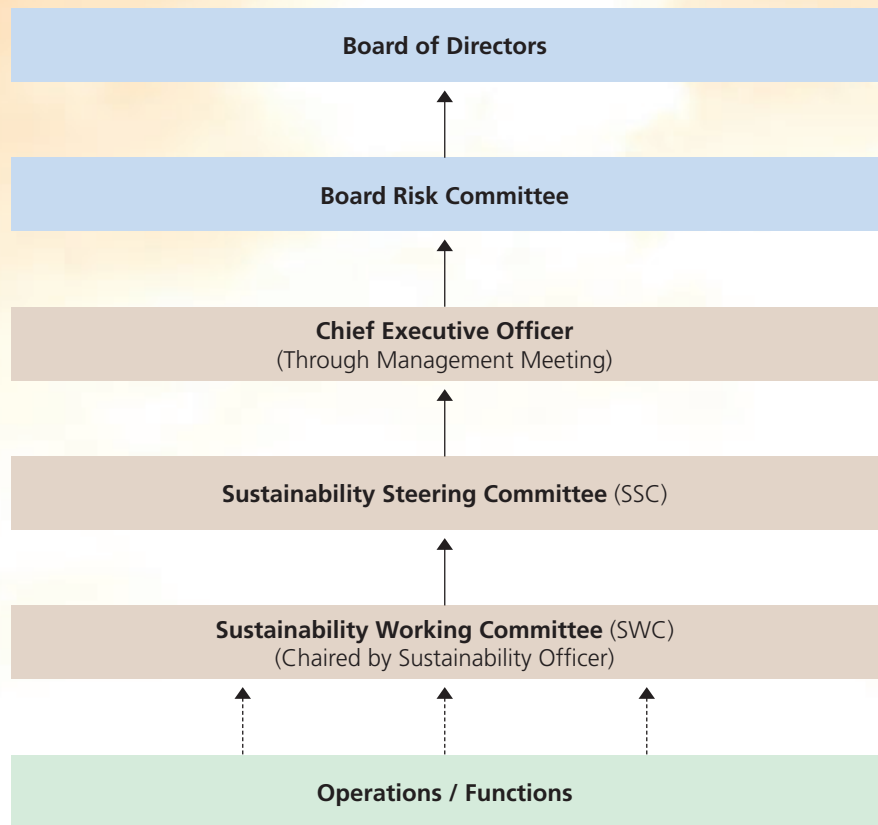 Board of Directors
Board Risk Committee
Chief Executive Officer
(Through Management Meeting)
Sustainability Steering Committee (SSC)
Sustainability Working Committee (SWC)
(Chaired by Sustainability Officer)
Operations / Functions